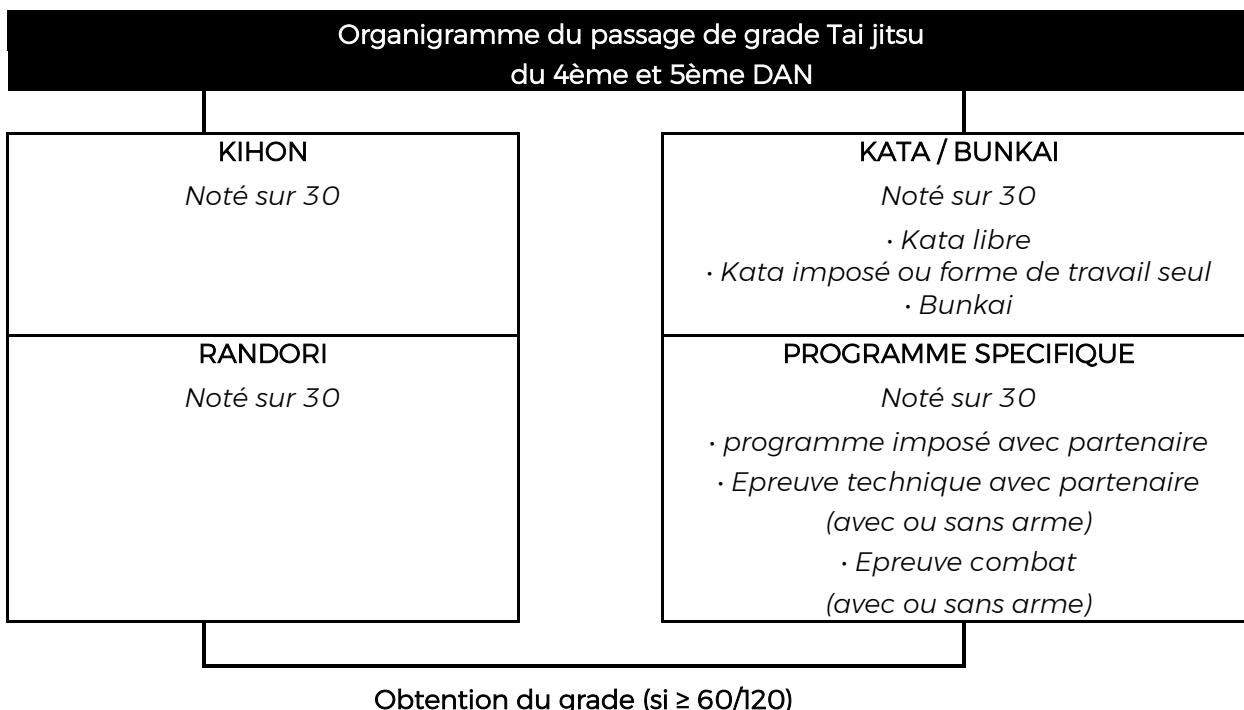 Organigramme du passage de grade Tai jitsu
du 4ème et 5ème DAN
KIHON
Noté sur 30
KATA / BUNKAI
Noté sur 30
· Kata libre
· Kata imposé ou forme de travail seul
· Bunkai
RANDORI
Noté sur 30
PROGRAMME SPECIFIQUE
Noté sur 30
· programme imposé avec partenaire
· Epreuve technique avec partenaire
(avec ou sans arme)
· Epreuve combat
(avec ou sans arme)
Obtention du grade (si ≥ 60/120)